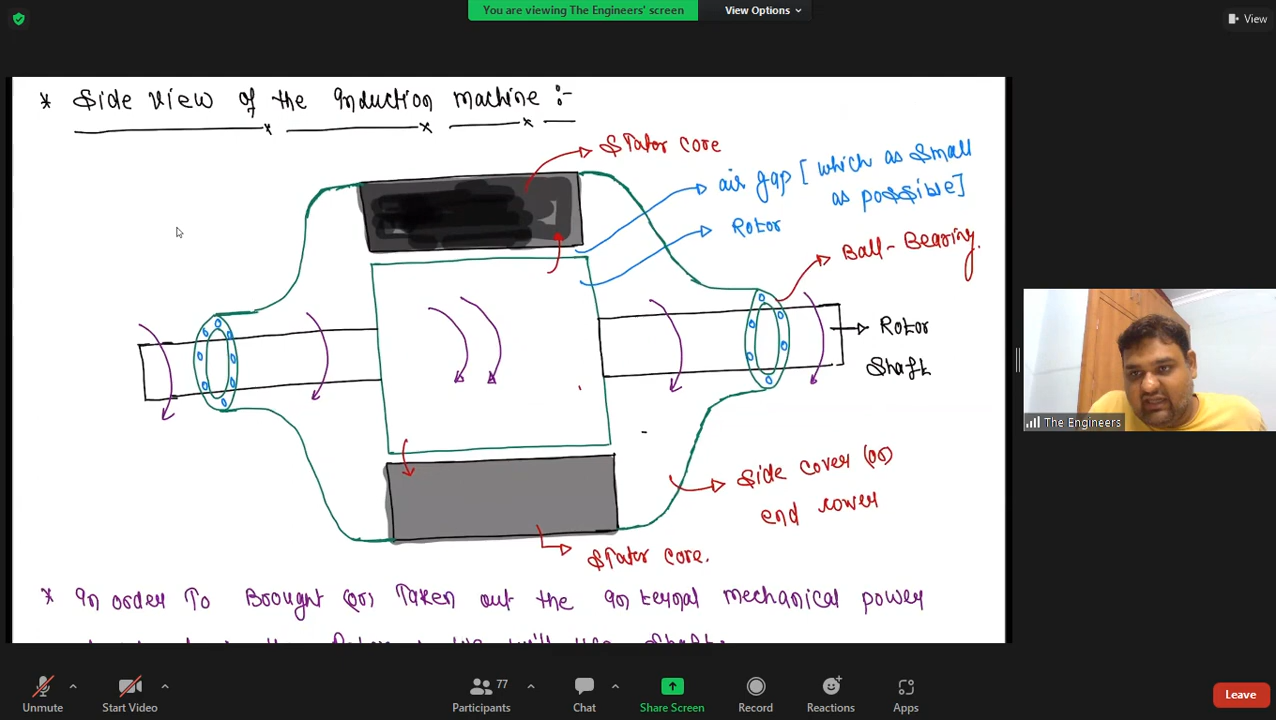 You are viewing The Engineers' screen
View Options
View
* Side view of the Induction machine :-
Stator core
air gap [ which as small
as possible]
Rotor
Ball-Bearing.
Rotor
Shaft
Side cover (or)
end cover
Stator core.
* In order To Brought (or) Taken out the Internal mechanical power
The Engineers
Unmute
Start Video
77
Participants
Chat
Share Screen
Record
Reactions
Apps
Leave